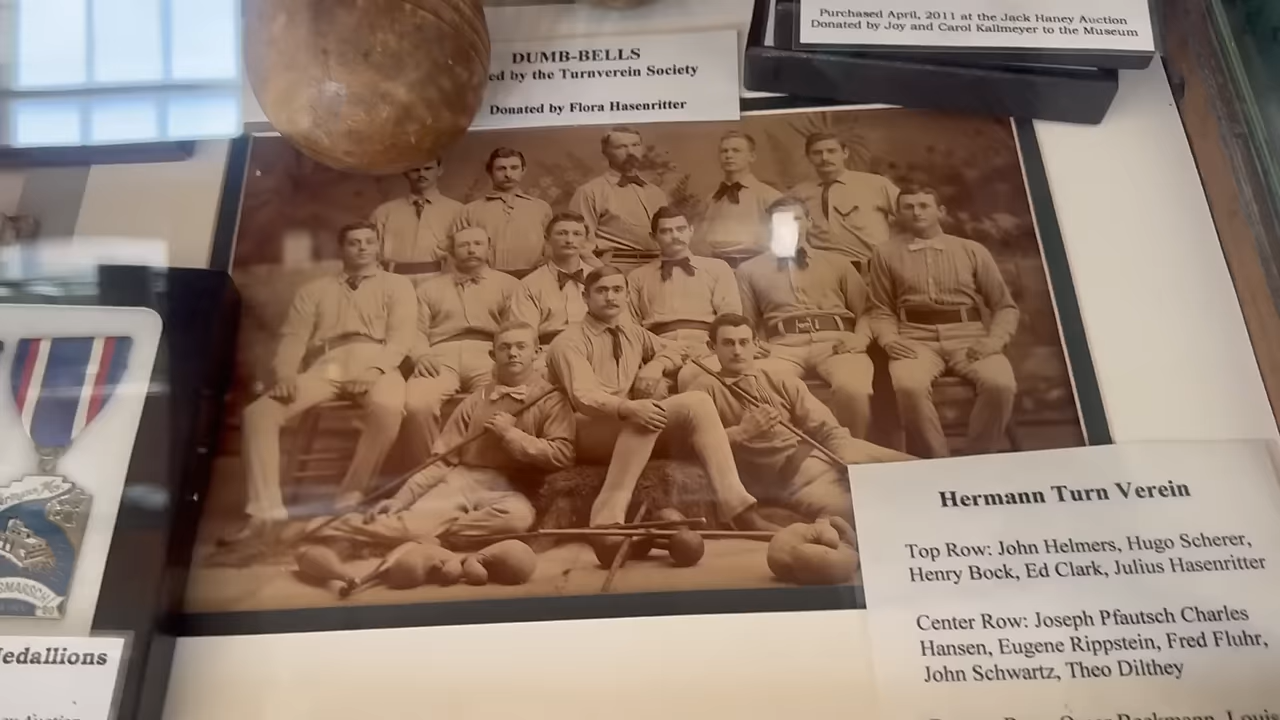 Purchased April, 2011 at the Jack Haney Auction
Donated by Joy and Carol Kallmeyer to the Museum
DUMB-BELLS
ed by the Turnverein Society
Donated by Flora Hasenritter
Hermann Turn Verein
Top Row: John Helmers, Hugo Scherer,
Henry Bock, Ed Clark, Julius Hasenritter
Center Row: Joseph Pfautsch Charles
Hansen, Eugene Rippstein, Fred Fluhr,
John Schwartz, Theo Dilthey
edallions